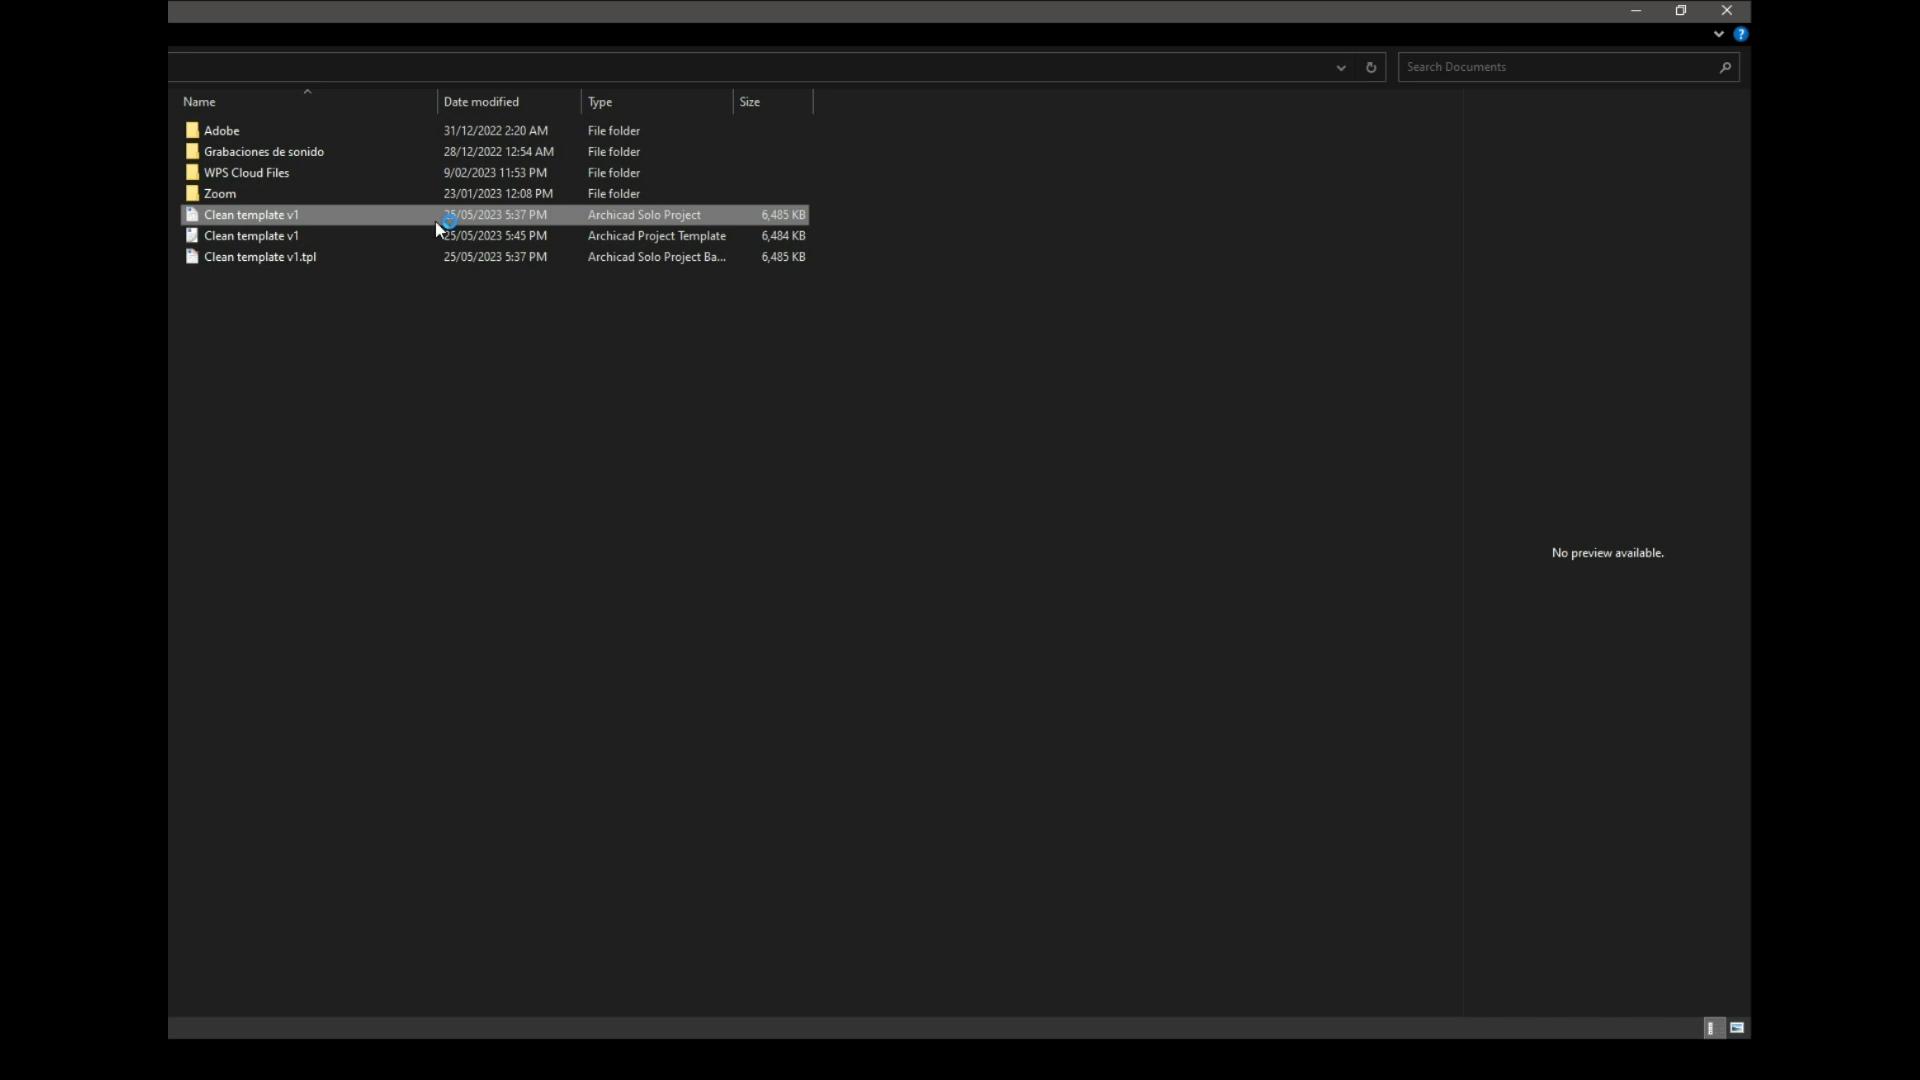 ?
Search Documents
Name Date modified Type Size
Adobe 31/12/2022 2:20 AM File folder
Grabaciones de sonido 28/12/2022 12:54 AM File folder
WPS Cloud Files 9/02/2023 11:53 PM File folder
Zoom 23/01/2023 12:08 PM File folder
Clean template v1 25/05/2023 5:37 PM Archicad Solo Project 6,485 KB
Clean template v1 25/05/2023 5:45 PM Archicad Project Template 6,484 KB
Clean template v1.tpl 25/05/2023 5:37 PM Archicad Solo Project Ba... 6,485 KB
No preview available.